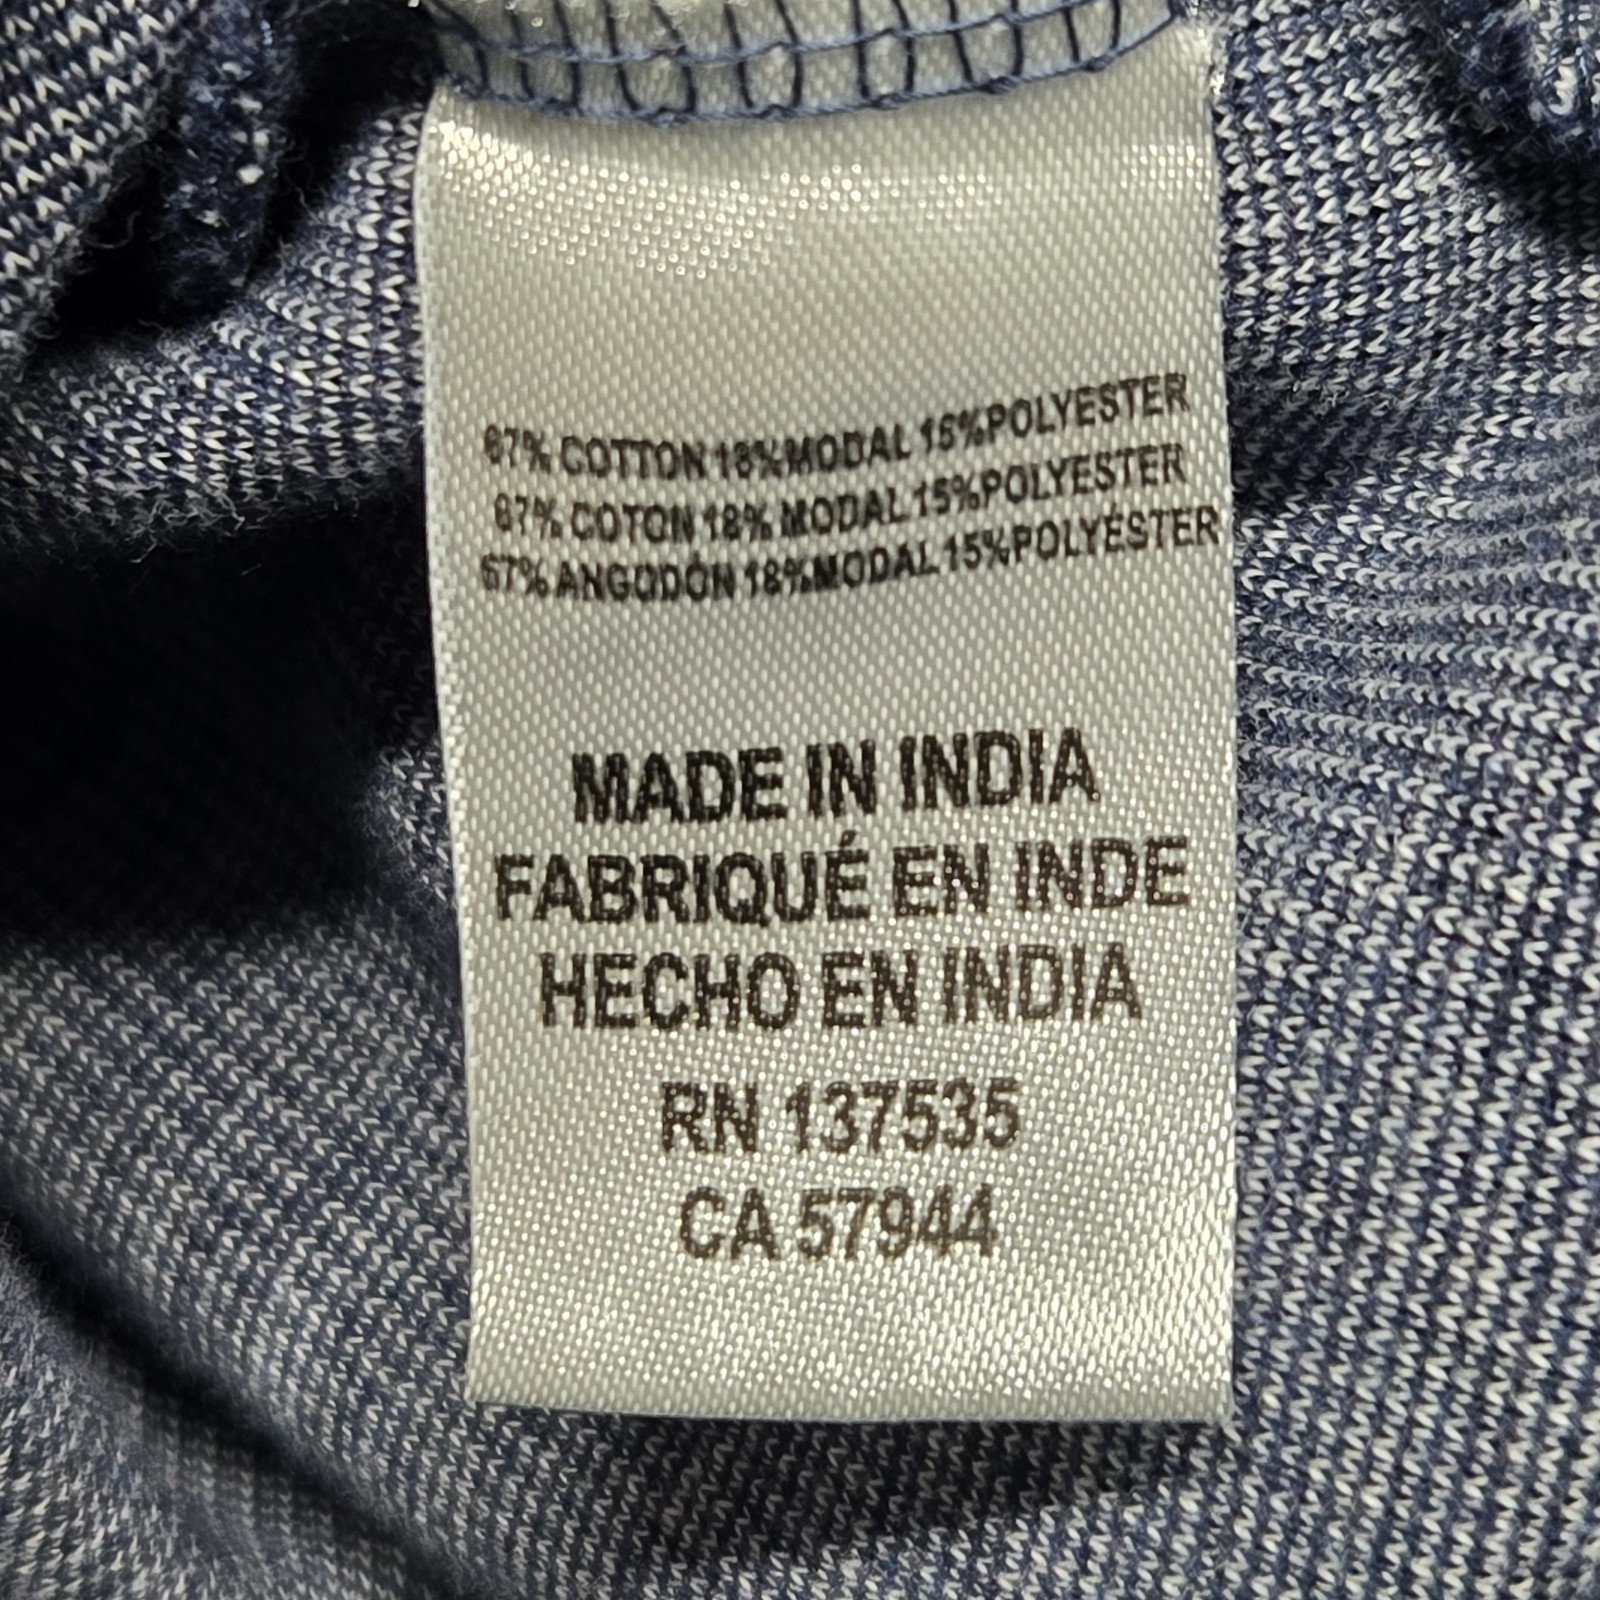 67% COTTON 18%MODAL 15%POLYESTER
67% COTON 18% MODAL 15%POLYESTER
67% ANGODÓN 18%MODAL 15%POLYÉSTER
MADE IN INDIA
FABRIQUÉ EN INDE
HECHO EN INDIA
RN 137535
CA 57944